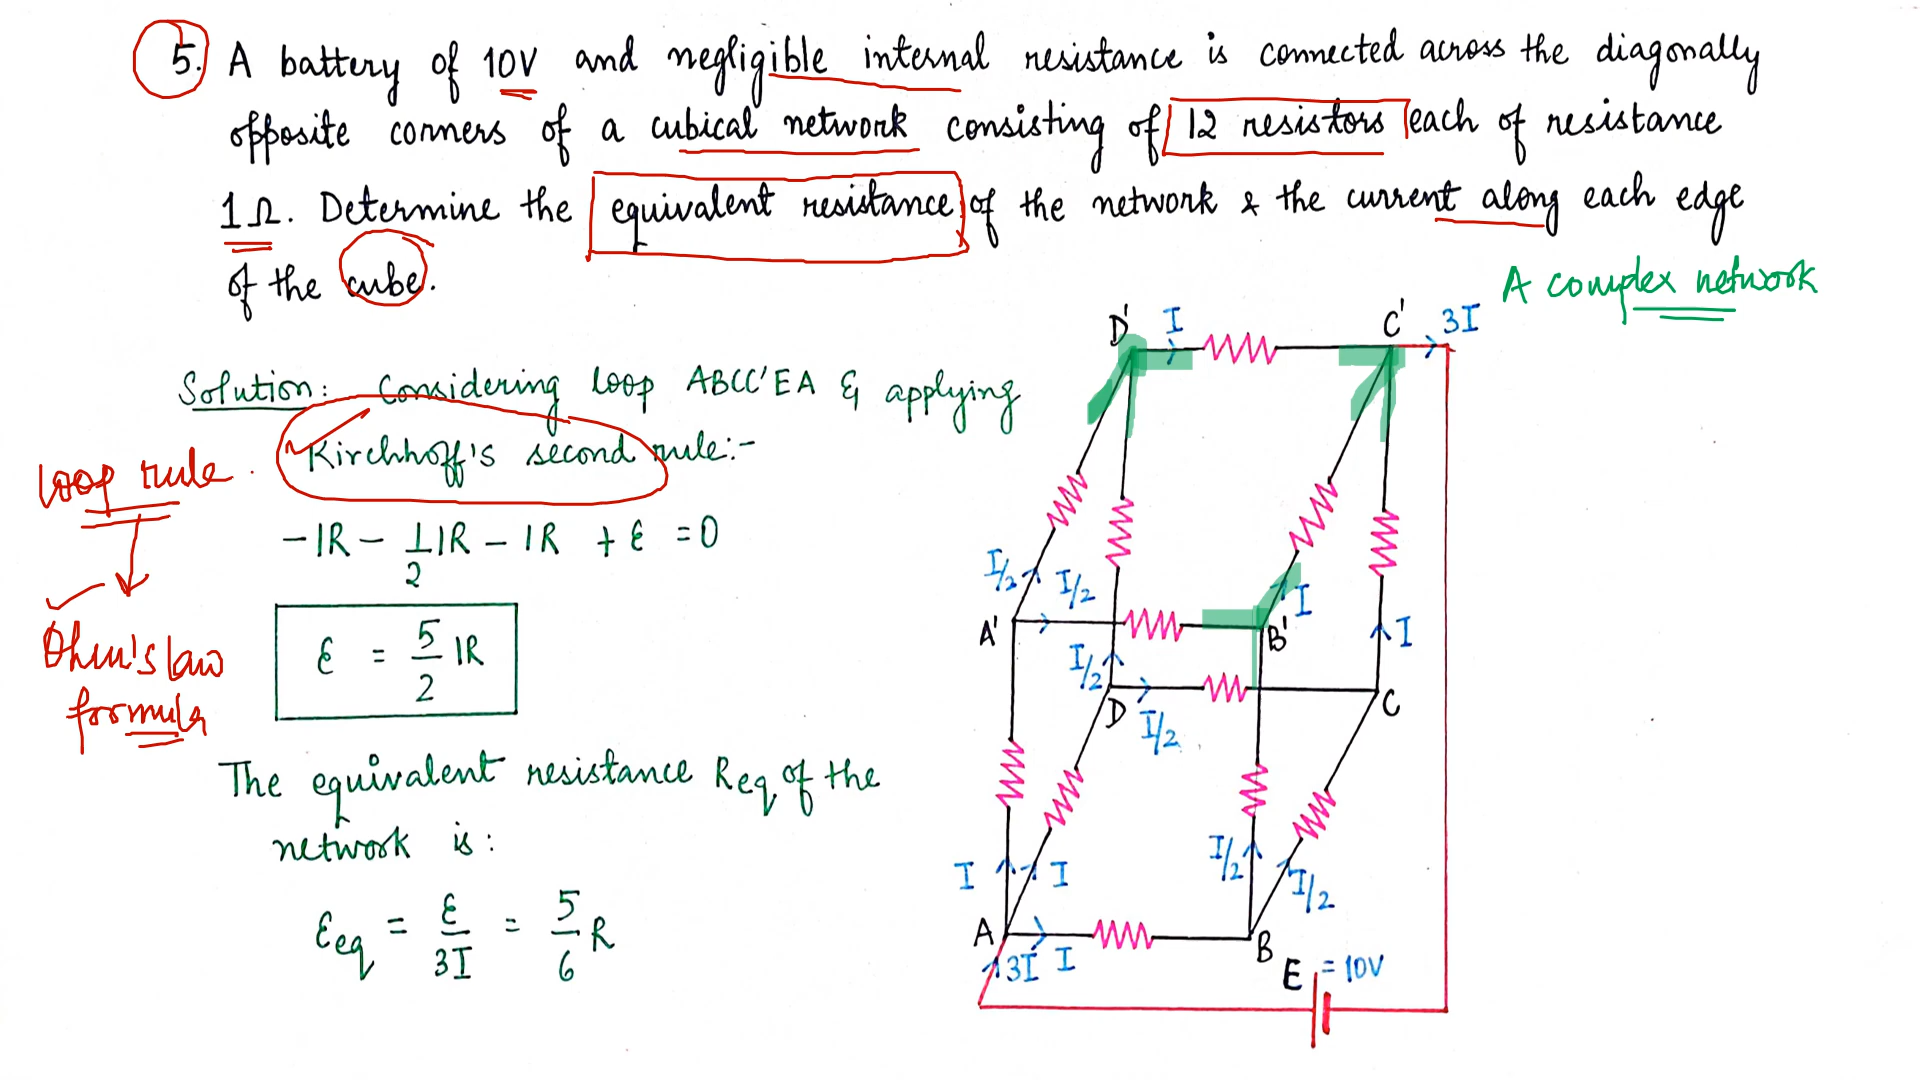 5. A battery of 10V and negligible internal resistance is connected across the diagonally
opposite corners of a cubical network consisting of 12 resistors each of resistance
1Ω. Determine the equivalent resistance of the network & the current along each edge
of the cube.
A complex network
Solution: Considering loop ABCC'EA & applying
Kirchhoff's second rule:-
loop rule.
-IR - 1/2 IR - IR + ε = 0
Ohm's law
formula
ε = 5/2 IR
The equivalent resistance Req of the
network is:
εeq = ε/3I = 5/6 R
D' I C' 3I
I/2 I/2
A' B' I I
I/2
D I/2 C
I I I/2 I/2
A B
3I I E = 10V